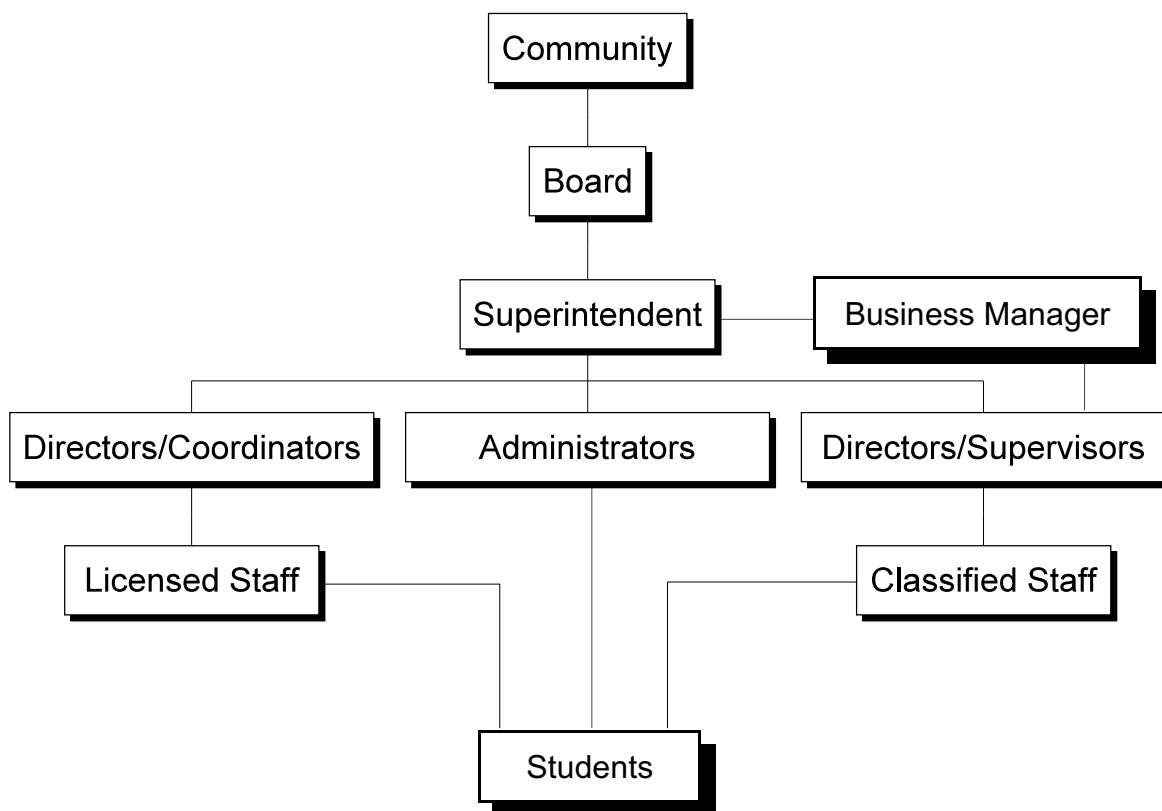 Community
Board
Superintendent
Business Manager
Directors/Coordinators
Administrators
Directors/Supervisors
Licensed Staff
Classified Staff
Students